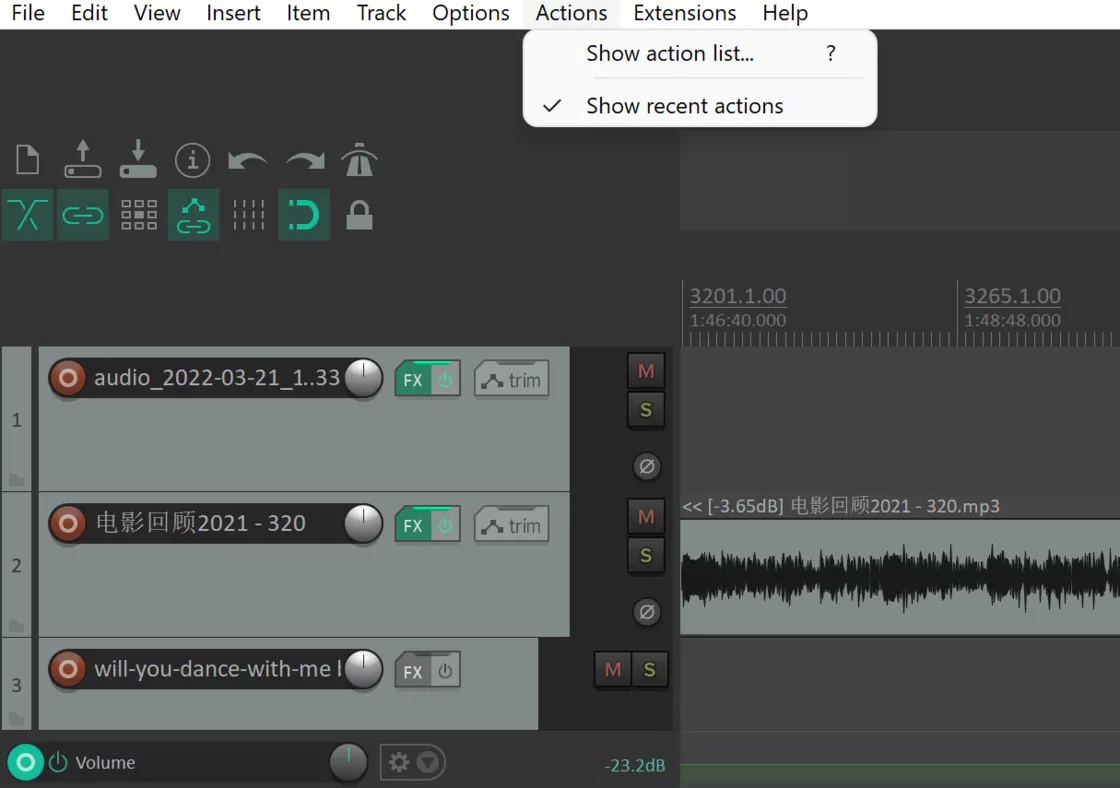 File Edit View Insert Item Track Options Actions Extensions Help
Show action list... ?
Show recent actions
3201.1.00 3265.1.00
1:46:40.000 1:48:48.000
1 audio_2022-03-21_1..33 FX trim M
S
Ø
<< [-3.65dB] 电影回顾2021 - 320.mp3
2 电影回顾2021 - 320 FX trim M
S
Ø
3 will-you-dance-with-me FX M S
Volume -23.2dB